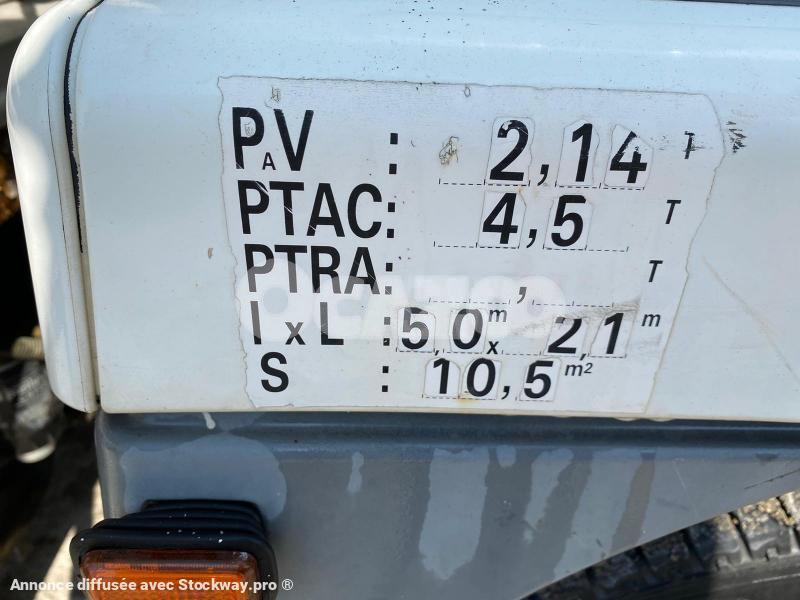 PAV : 2,14 T
PTAC : 4,5 T
PTRA : , T
I x L : 5,0 m x 2,1 m
S : 10,5 m²
OCAZOO
Annonce diffusée avec Stockway.pro ®